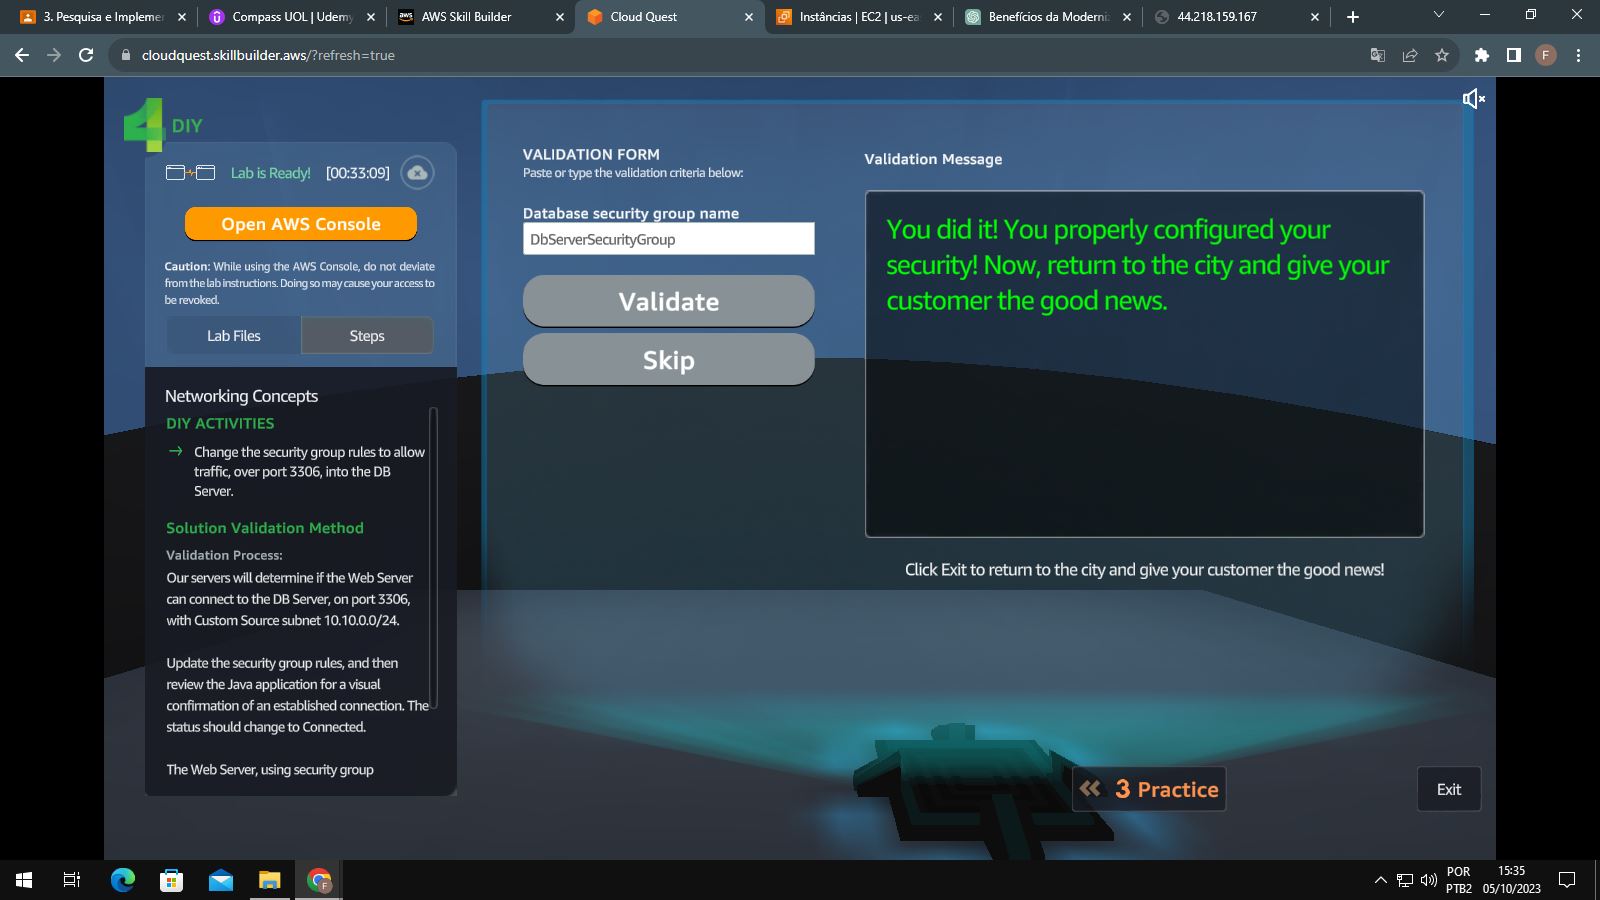 3. Pesquisa e Implemen
Compass UOL | Udemy
AWS Skill Builder
Cloud Quest
Instâncias | EC2 | us-ea
Benefícios da Moderni
44.218.159.167
cloudquest.skillbuilder.aws/?refresh=true
F
4 DIY
Lab is Ready! [00:33:09]
Open AWS Console
Caution: While using the AWS Console, do not deviate
from the lab instructions. Doing so may cause your access to
be revoked.
Lab Files Steps
Networking Concepts
DIY ACTIVITIES
→ Change the security group rules to allow
traffic, over port 3306, into the DB
Server.
Solution Validation Method
Validation Process:
Our servers will determine if the Web Server
can connect to the DB Server, on port 3306,
with Custom Source subnet 10.10.0.0/24.
Update the security group rules, and then
review the Java application for a visual
confirmation of an established connection. The
status should change to Connected.
The Web Server, using security group
VALIDATION FORM
Paste or type the validation criteria below:
Database security group name
DbServerSecurityGroup
Validate
Skip
Validation Message
You did it! You properly configured your
security! Now, return to the city and give your
customer the good news.
Click Exit to return to the city and give your customer the good news!
« 3 Practice
Exit
F
POR
PTB2
15:35
05/10/2023